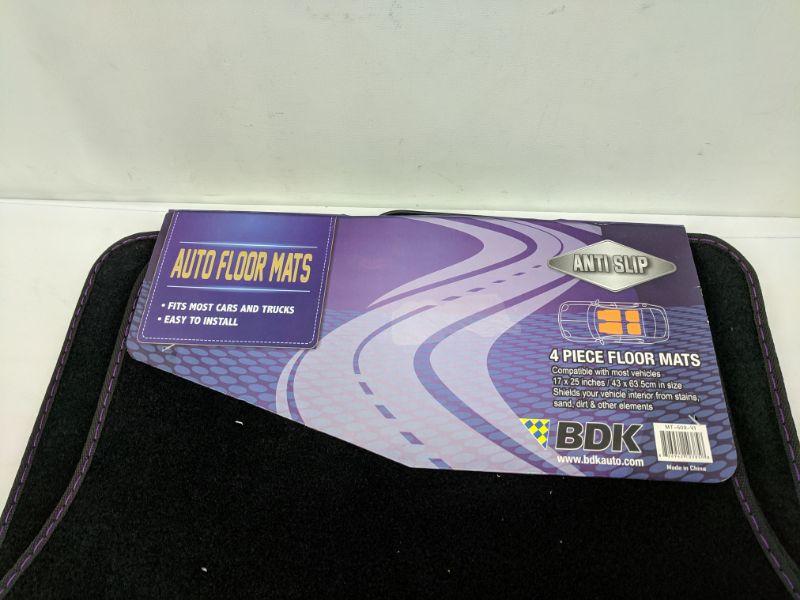 AUTO FLOOR MATS
• FITS MOST CARS AND TRUCKS
• EASY TO INSTALL
ANTI SLIP
4 PIECE FLOOR MATS
Compatible with most vehicles
17 x 25 inches / 43 x 63.5cm in size
Shields your vehicle interior from stains,
sand, dirt & other elements
BDK
www.bdkauto.com
Made in China